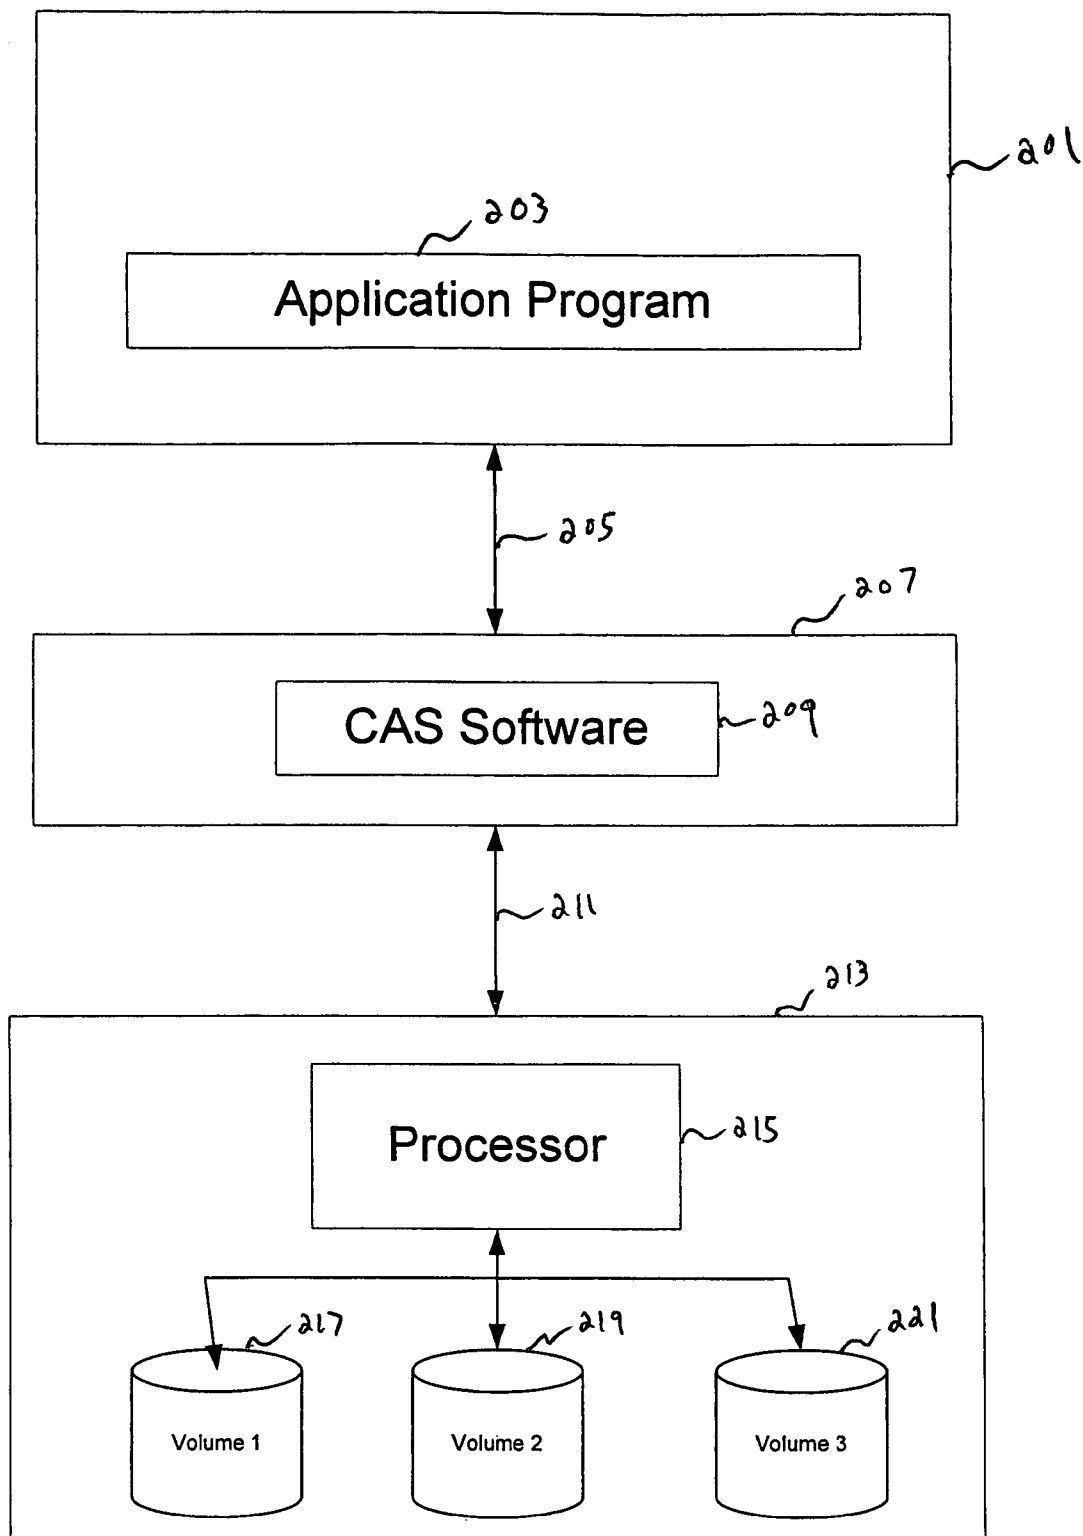 201
203
Application Program
205
207
CAS Software
209
211
213
Processor
215
217
219
221
Volume 1
Volume 2
Volume 3